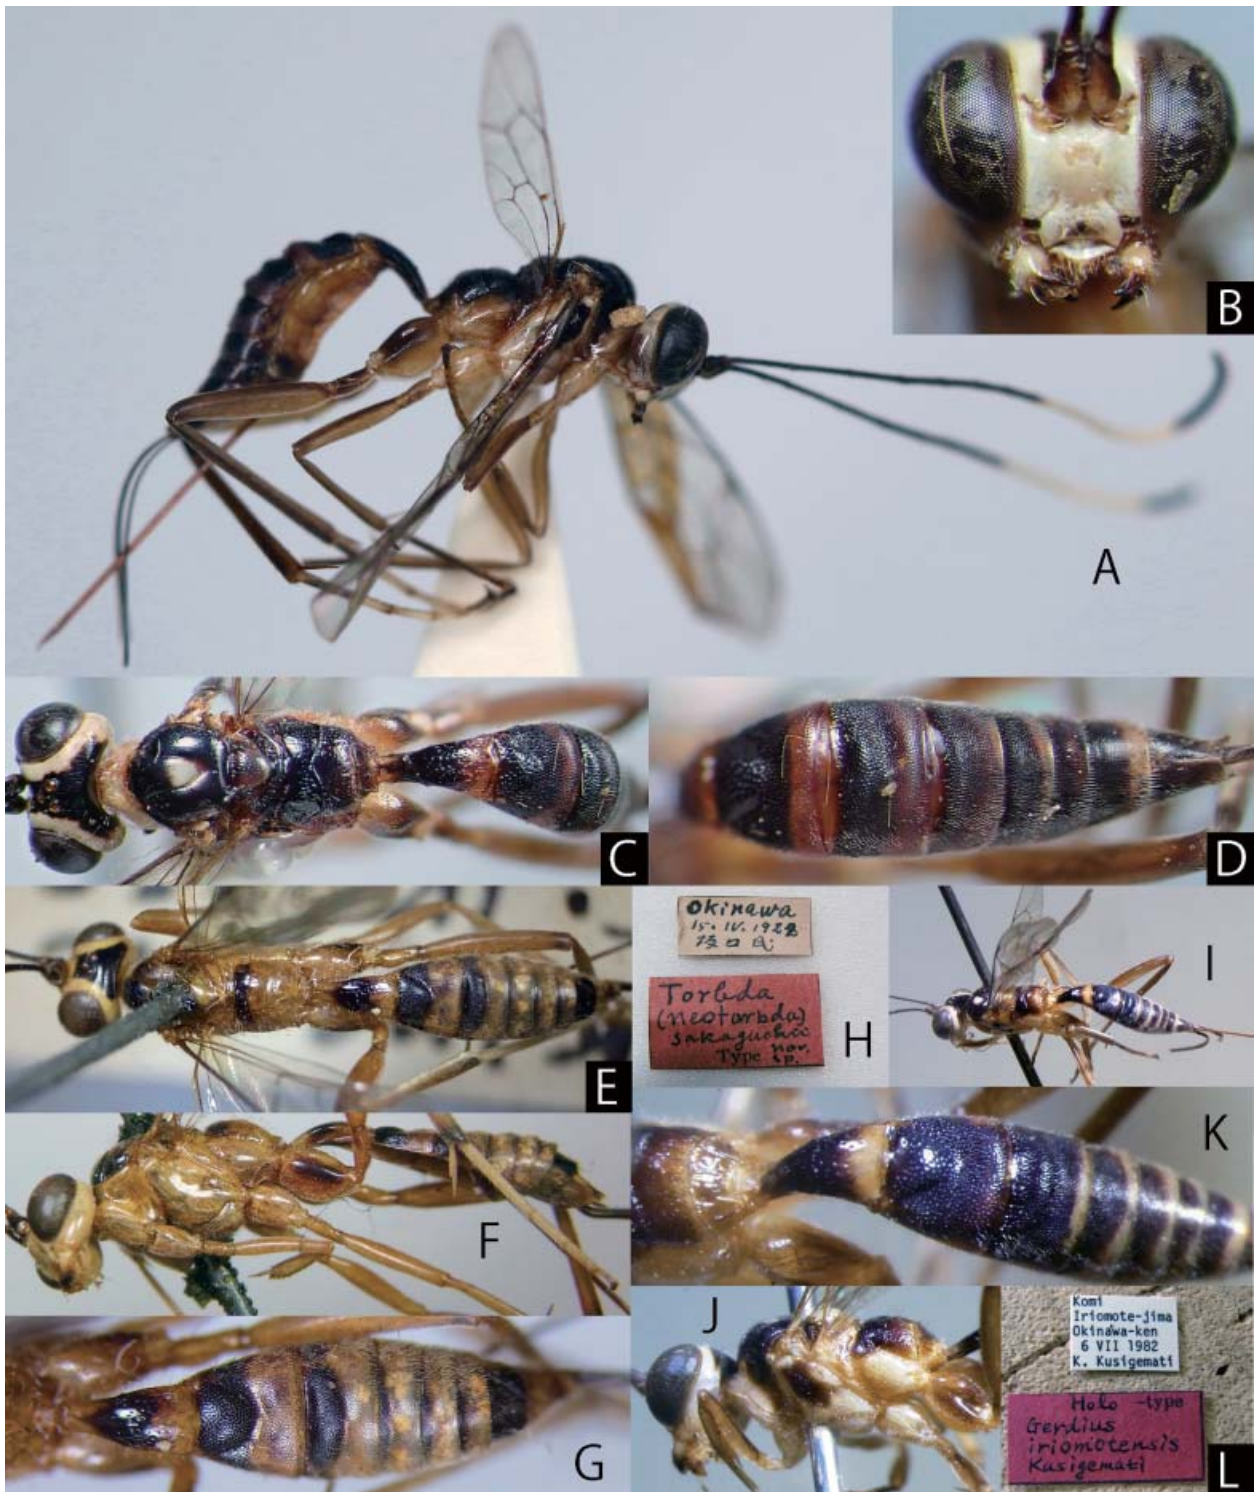 A
B
C
D
E
Okinawa
15. IV. 192
Torbda
(neotorbda)
sakaguchii
nov.
Type sp.
H
I
F
K
G
J
Komi
Iriomote-jima
Okinawa-ken
6 VII 1982
K. Kusigemati
Holo -type
Gerdius
iriomotensis
Kusigemati
L